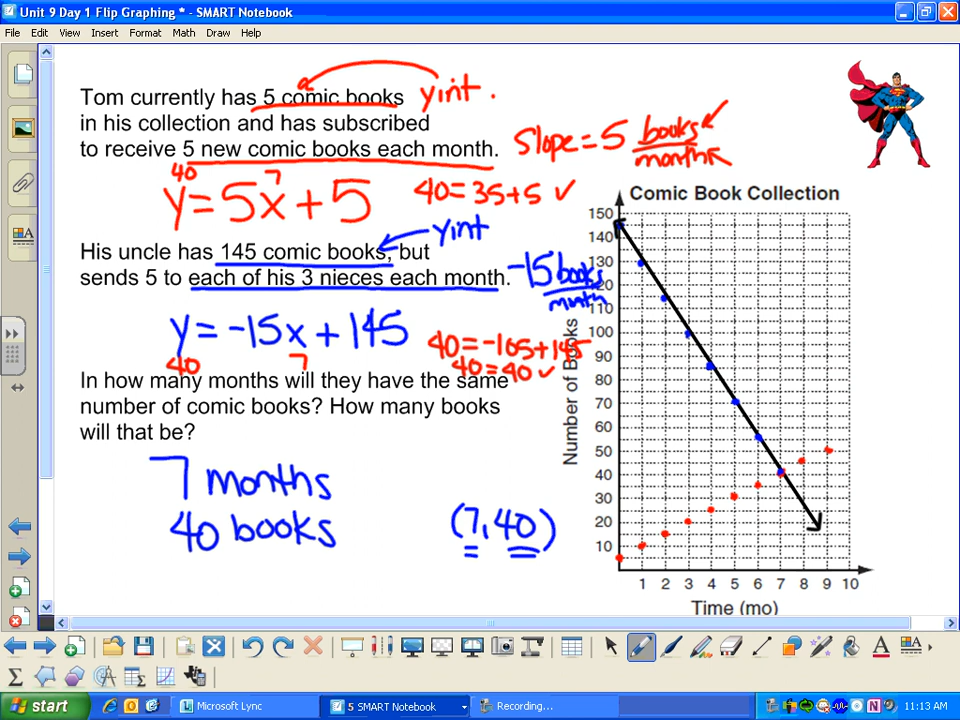 Unit 9 Day 1 Flip Graphing * - SMART Notebook
File Edit View Insert Format Math Draw Help
Tom currently has 5 comic books
in his collection and has subscribed
to receive 5 new comic books each month.
y int.
Slope = 5 books
month
40 7
y = 5x + 5
40 = 35 + 5 ✓
His uncle has 145 comic books, but
sends 5 to each of his 3 nieces each month.
y int
-15 books
month
y = -15x + 145
40 7
40 = -105 + 145
40 = 40 ✓
In how many months will they have the same
number of comic books? How many books
will that be?
7 months
40 books
(7, 40)
Comic Book Collection
Number of Books
150
140
130
120
110
100
90
80
70
60
50
40
30
20
10
1 2 3 4 5 6 7 8 9 10
Time (mo)
start
Microsoft Lync
5 SMART Notebook
Recording...
11:13 AM